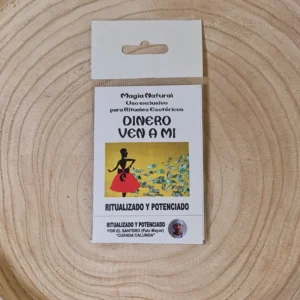 Magia Natural
Uso exclusivo
para Rituales Esotéricos
DINERO
VEN A MI
RITUALIZADO Y POTENCIADO
RITUALIZADO Y POTENCIADO
POR EL SANTERO (Palo Mayor)
"CUENDA CALUNGA"